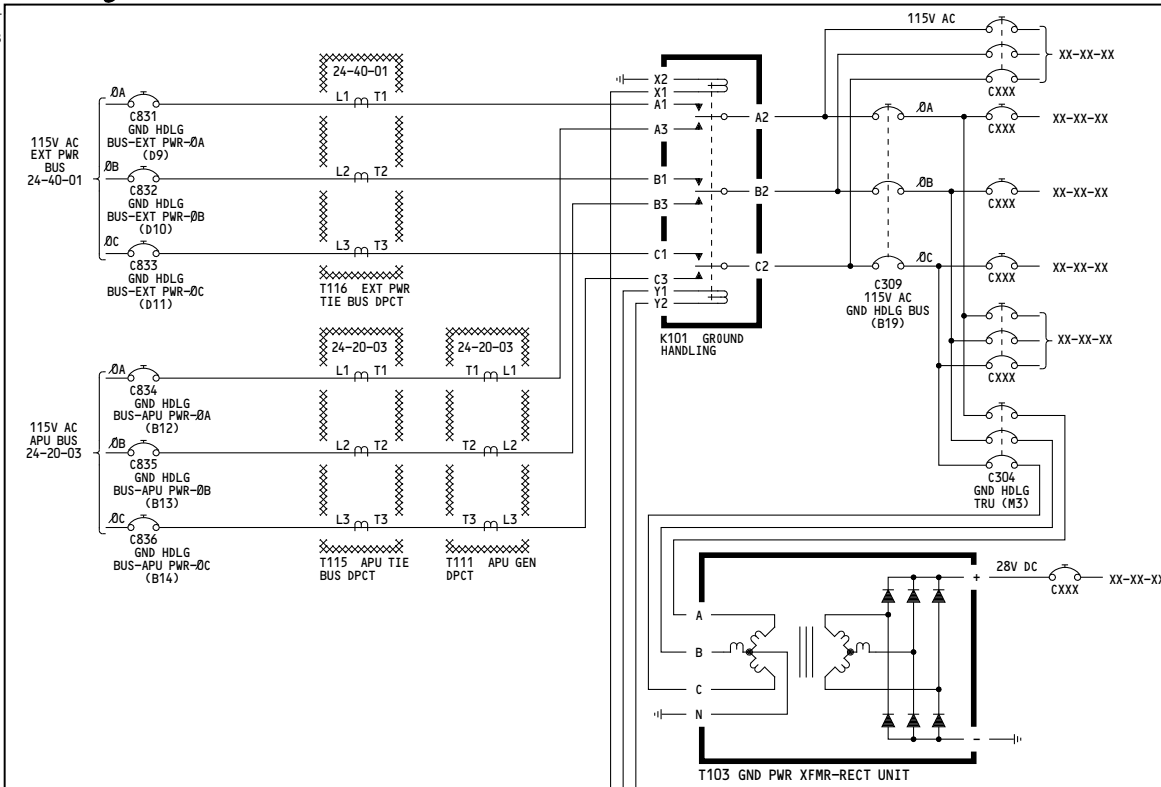 115V AC
XX-XX-XX
CXXX
24-40-01
ØA
C831
GND HDLG
BUS-EXT PWR-ØA
(D9)
L1 T1
115V AC
EXT PWR
BUS
24-40-01
ØB
C832
GND HDLG
BUS-EXT PWR-ØB
(D10)
L2 T2
ØC
C833
GND HDLG
BUS-EXT PWR-ØC
(D11)
L3 T3
T116 EXT PWR
TIE BUS DPCT
X2
X1
A1
A3
A2
B1
B3
B2
C1
C3
C2
Y1
Y2
K101 GROUND
HANDLING
ØA
CXXX
XX-XX-XX
ØB
CXXX
XX-XX-XX
ØC
CXXX
XX-XX-XX
C309
115V AC
GND HDLG BUS
(B19)
XX-XX-XX
CXXX
24-20-03
24-20-03
115V AC
APU BUS
24-20-03
ØA
C834
GND HDLG
BUS-APU PWR-ØA
(B12)
L1 T1
T1 L1
ØB
C835
GND HDLG
BUS-APU PWR-ØB
(B13)
L2 T2
T2 L2
ØC
C836
GND HDLG
BUS-APU PWR-ØC
(B14)
L3 T3
T3 L3
T115 APU TIE
BUS DPCT
T111 APU GEN
DPCT
C304
GND HDLG
TRU (M3)
A
B
C
N
+
-
28V DC
CXXX
XX-XX-XX
T103 GND PWR XFMR-RECT UNIT